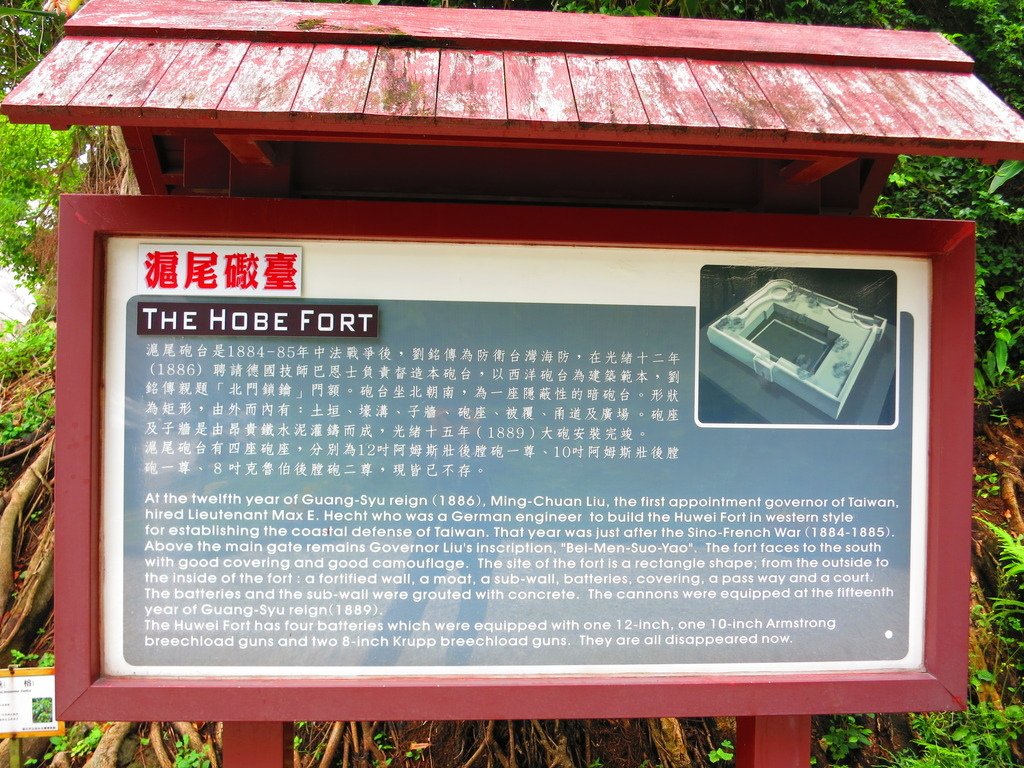 滬尾礮臺
THE HOBE FORT
滬尾砲台是1884-85年中法戰爭後，劉銘傳為防衛台灣海防，在光緒十二年
(1886) 聘請德國技師巴恩士負責督造本砲台，以西洋砲台為建築範本，劉
銘傳親題「北門鎖鑰」門額。砲台坐北朝南，為一座隱蔽性的暗砲台。形狀
為矩形，由外而內有：土垣、壕溝、子牆、砲座、被覆、甬道及廣場。砲座
及子牆是由昂貴鐵水泥灌鑄而成，光緒十五年(1889)大砲安裝完竣。
滬尾砲台有四座砲座，分別為12吋阿姆斯壯後膛砲一尊、10吋阿姆斯壯後膛
砲一尊、8吋克魯伯後膛砲二尊，現皆已不存。
At the twelfth year of Guang-Syu reign (1886), Ming-Chuan Liu, the first appointment governor of Taiwan,
hired Lieutenant Max E. Hecht who was a German engineer to build the Huwei Fort in western style
for establishing the coastal defense of Taiwan. That year was just after the Sino-French War (1884-1885).
Above the main gate remains Governor Liu's inscription, "Bei-Men-Suo-Yao". The fort faces to the south
with good covering and good camouflage. The site of the fort is a rectangle shape; from the outside to
the inside of the fort : a fortified wall, a moat, a sub-wall, batteries, covering, a pass way and a court.
The batteries and the sub-wall were grouted with concrete. The cannons were equipped at the fifteenth
year of Guang-Syu reign(1889).
The Huwei Fort has four batteries which were equipped with one 12-inch, one 10-inch Armstrong
breechload guns and two 8-inch Krupp breechload guns. They are all disappeared now.
榕